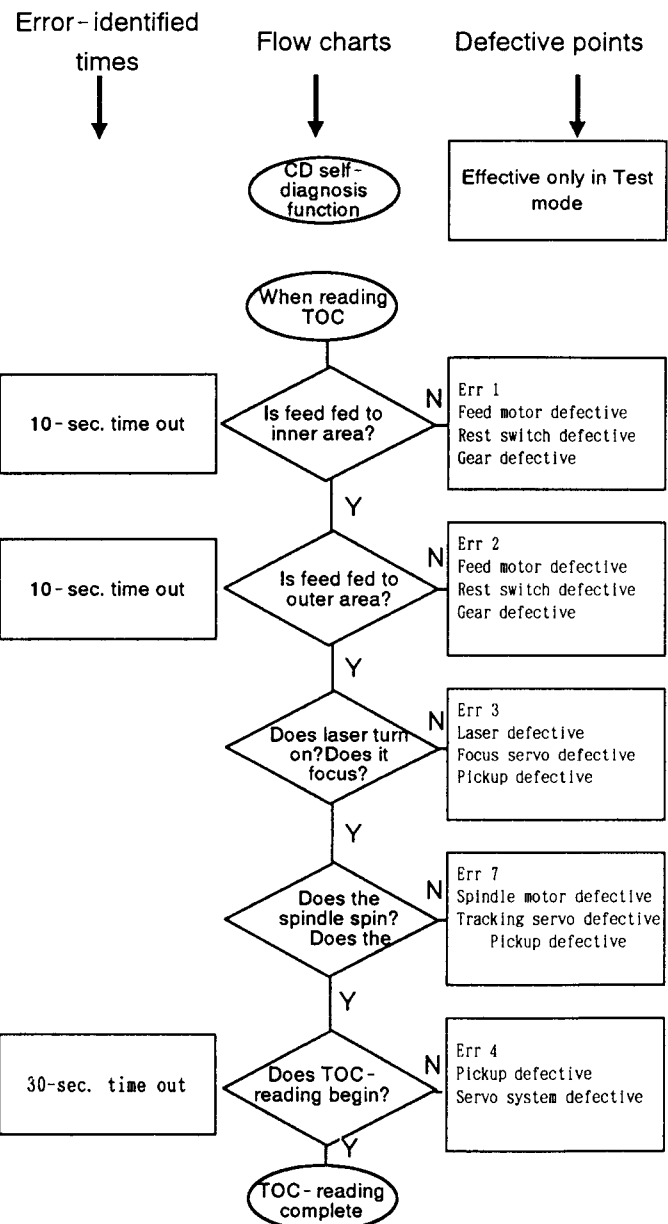 Error-identified
times
Flow charts
Defective points
CD self-
diagnosis
function
Effective only in Test
mode
When reading
TOC
10-sec. time out
Is feed fed to
inner area?
N
Err 1
Feed motor defective
Rest switch defective
Gear defective
Y
10-sec. time out
Is feed fed to
outer area?
N
Err 2
Feed motor defective
Rest switch defective
Gear defective
Y
Does laser turn
on?Does it
focus?
N
Err 3
Laser defective
Focus servo defective
Pickup defective
Y
Does the
spindle spin?
Does the
N
Err 7
Spindle motor defective
Tracking servo defective
Pickup defective
Y
30-sec. time out
Does TOC-
reading begin?
N
Err 4
Pickup defective
Servo system defective
Y
TOC-reading
complete